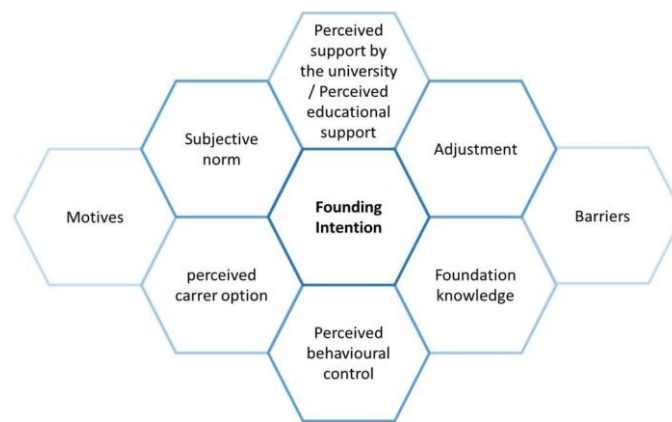 Perceived
support by
the university
/ Perceived
educational
support
Subjective
norm
Adjustment
Motives
Founding
Intention
Barriers
perceived
carrer option
Foundation
knowledge
Perceived
behavioural
control